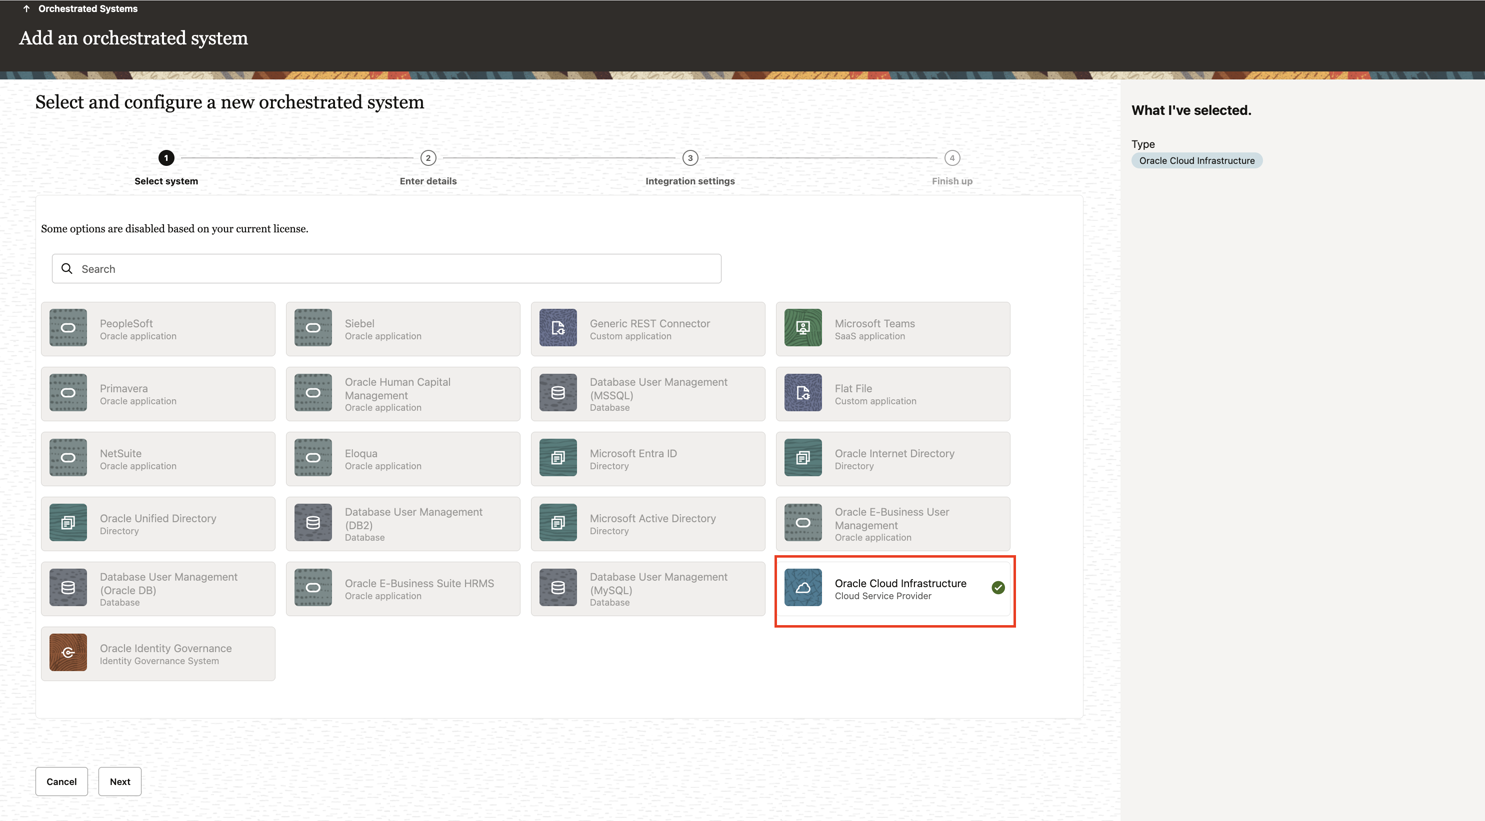 Orchestrated Systems
Add an orchestrated system
Select and configure a new orchestrated system
1
2
3
4
Select system
Enter details
Integration settings
Finish up
Some options are disabled based on your current license.
Search
PeopleSoft
Oracle application
Siebel
Oracle application
Generic REST Connector
Custom application
Microsoft Teams
SaaS application
Primavera
Oracle application
Oracle Human Capital
Management
Oracle application
Database User Management
(MSSQL)
Database
Flat File
Custom application
NetSuite
Oracle application
Eloqua
Oracle application
Microsoft Entra ID
Directory
Oracle Internet Directory
Directory
Oracle Unified Directory
Directory
Database User Management
(DB2)
Database
Microsoft Active Directory
Directory
Oracle E-Business User
Management
Oracle application
Database User Management
(Oracle DB)
Database
Oracle E-Business Suite HRMS
Oracle application
Database User Management
(MySQL)
Database
Oracle Cloud Infrastructure
Cloud Service Provider
Oracle Identity Governance
Identity Governance System
Cancel
Next
What I've selected.
Type
Oracle Cloud Infrastructure